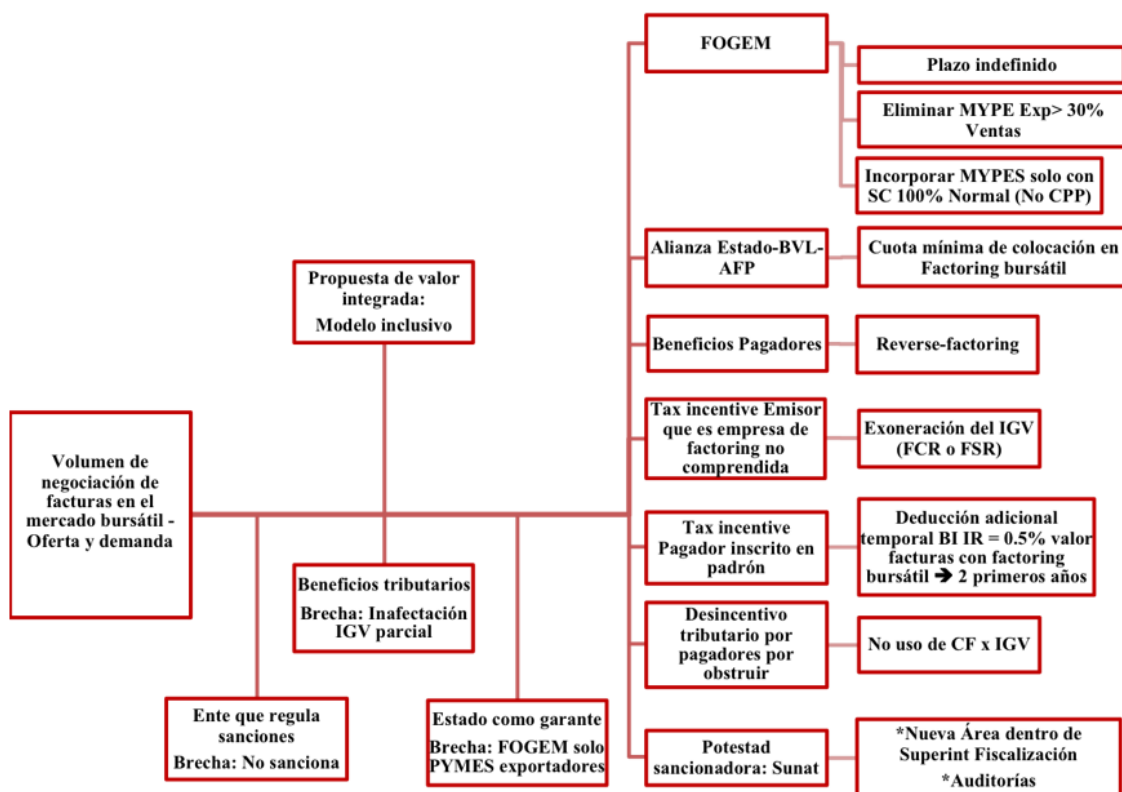 Volumen de
negociación de
facturas en el
mercado bursátil -
Oferta y demanda
Propuesta de valor
integrada:
Modelo inclusivo
Beneficios tributarios
Brecha: Inafectación
IGV parcial
Ente que regula
sanciones
Brecha: No sanciona
Estado como garante
Brecha: FOGEM solo
PYMES exportadores
FOGEM
Plazo indefinido
Eliminar MYPE Exp> 30%
Ventas
Incorporar MYPES solo con
SC 100% Normal (No CPP)
Alianza Estado-BVL-
AFP
Cuota mínima de colocación en
Factoring bursátil
Beneficios Pagadores
Reverse-factoring
Tax incentive Emisor
que es empresa de
factoring no
comprendida
Exoneración del IGV
(FCR o FSR)
Tax incentive
Pagador inscrito en
padrón
Deducción adicional
temporal BI IR = 0.5% valor
facturas con factoring
bursátil ➔ 2 primeros años
Desincentivo
tributario por
pagadores por
obstruir
No uso de CF x IGV
Potestad
sancionadora: Sunat
*Nueva Área dentro de
Superint Fiscalización
*Auditorías